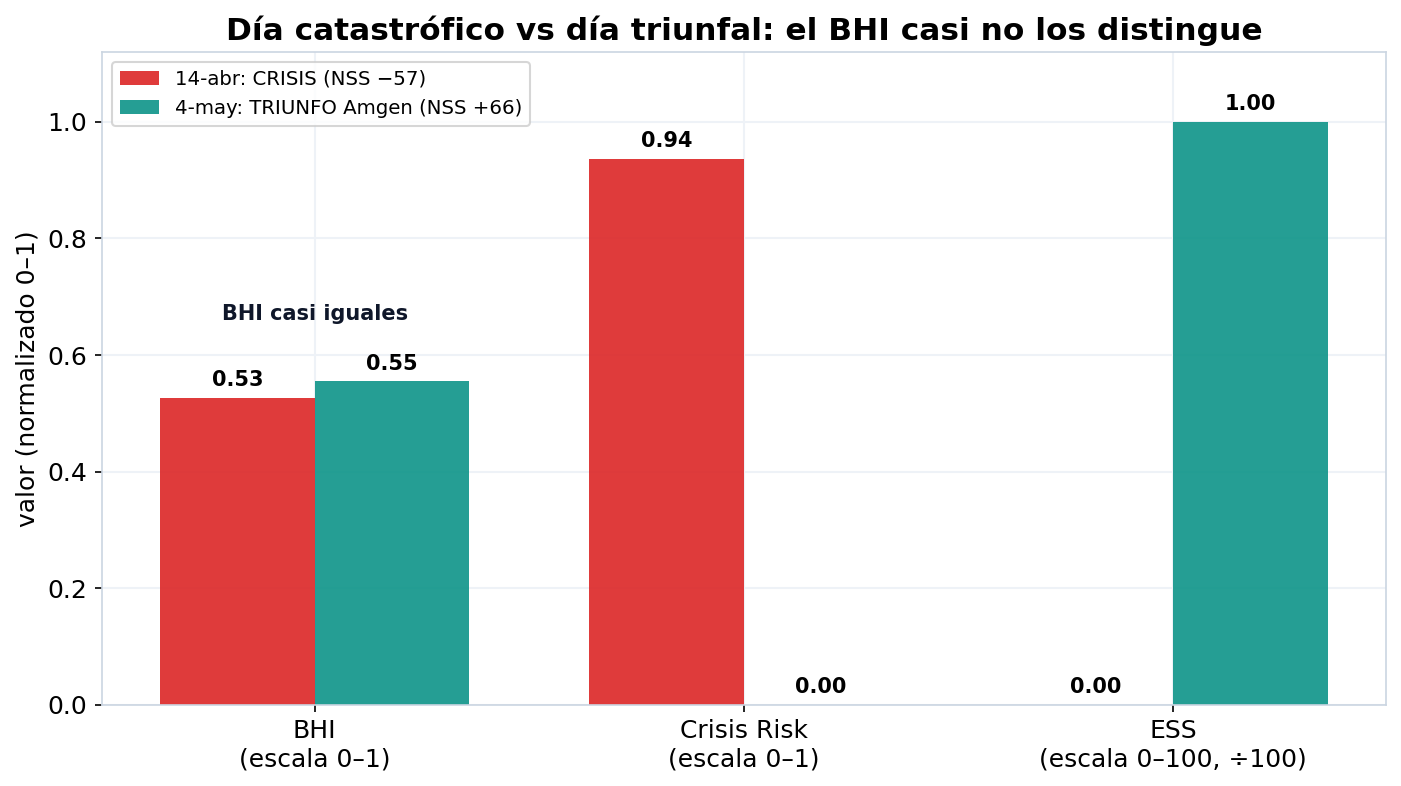 Día catastrófico vs día triunfal: el BHI casi no los distingue
14-abr: CRISIS (NSS −57)
4-may: TRIUNFO Amgen (NSS +66)
valor (normalizado 0–1)
1.0
0.8
0.6
0.4
0.2
0.0
BHI casi iguales
0.53
0.55
0.94
0.00
0.00
1.00
BHI
(escala 0–1)
Crisis Risk
(escala 0–1)
ESS
(escala 0–100, ÷100)